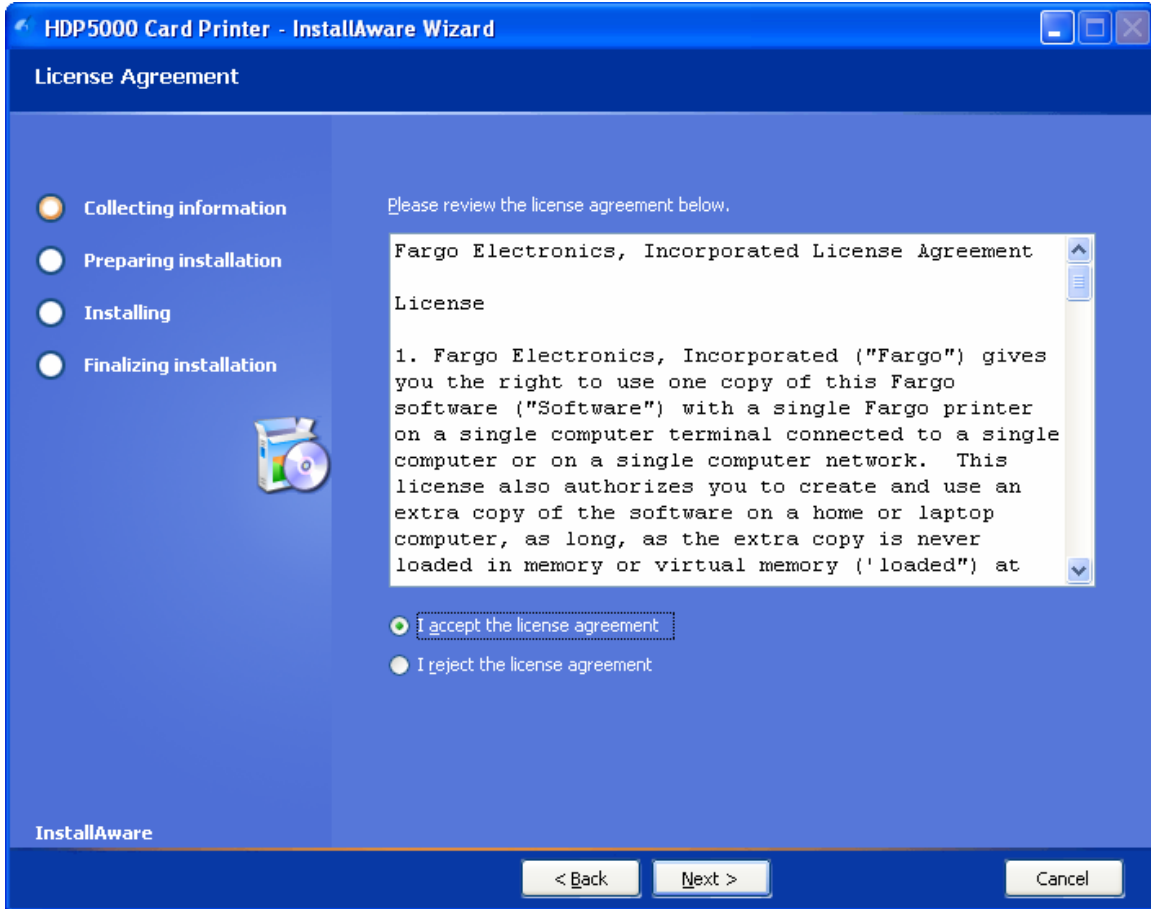 HDP5000 Card Printer - InstallAware Wizard
License Agreement
Collecting information
Preparing installation
Installing
Finalizing installation
Please review the license agreement below.
Fargo Electronics, Incorporated License Agreement
License
1. Fargo Electronics, Incorporated ("Fargo") gives
you the right to use one copy of this Fargo
software ("Software") with a single Fargo printer
on a single computer terminal connected to a single
computer or on a single computer network.  This
license also authorizes you to create and use an
extra copy of the software on a home or laptop
computer, as long, as the extra copy is never
loaded in memory or virtual memory ('loaded") at
I accept the license agreement
I reject the license agreement
InstallAware
< Back
Next >
Cancel